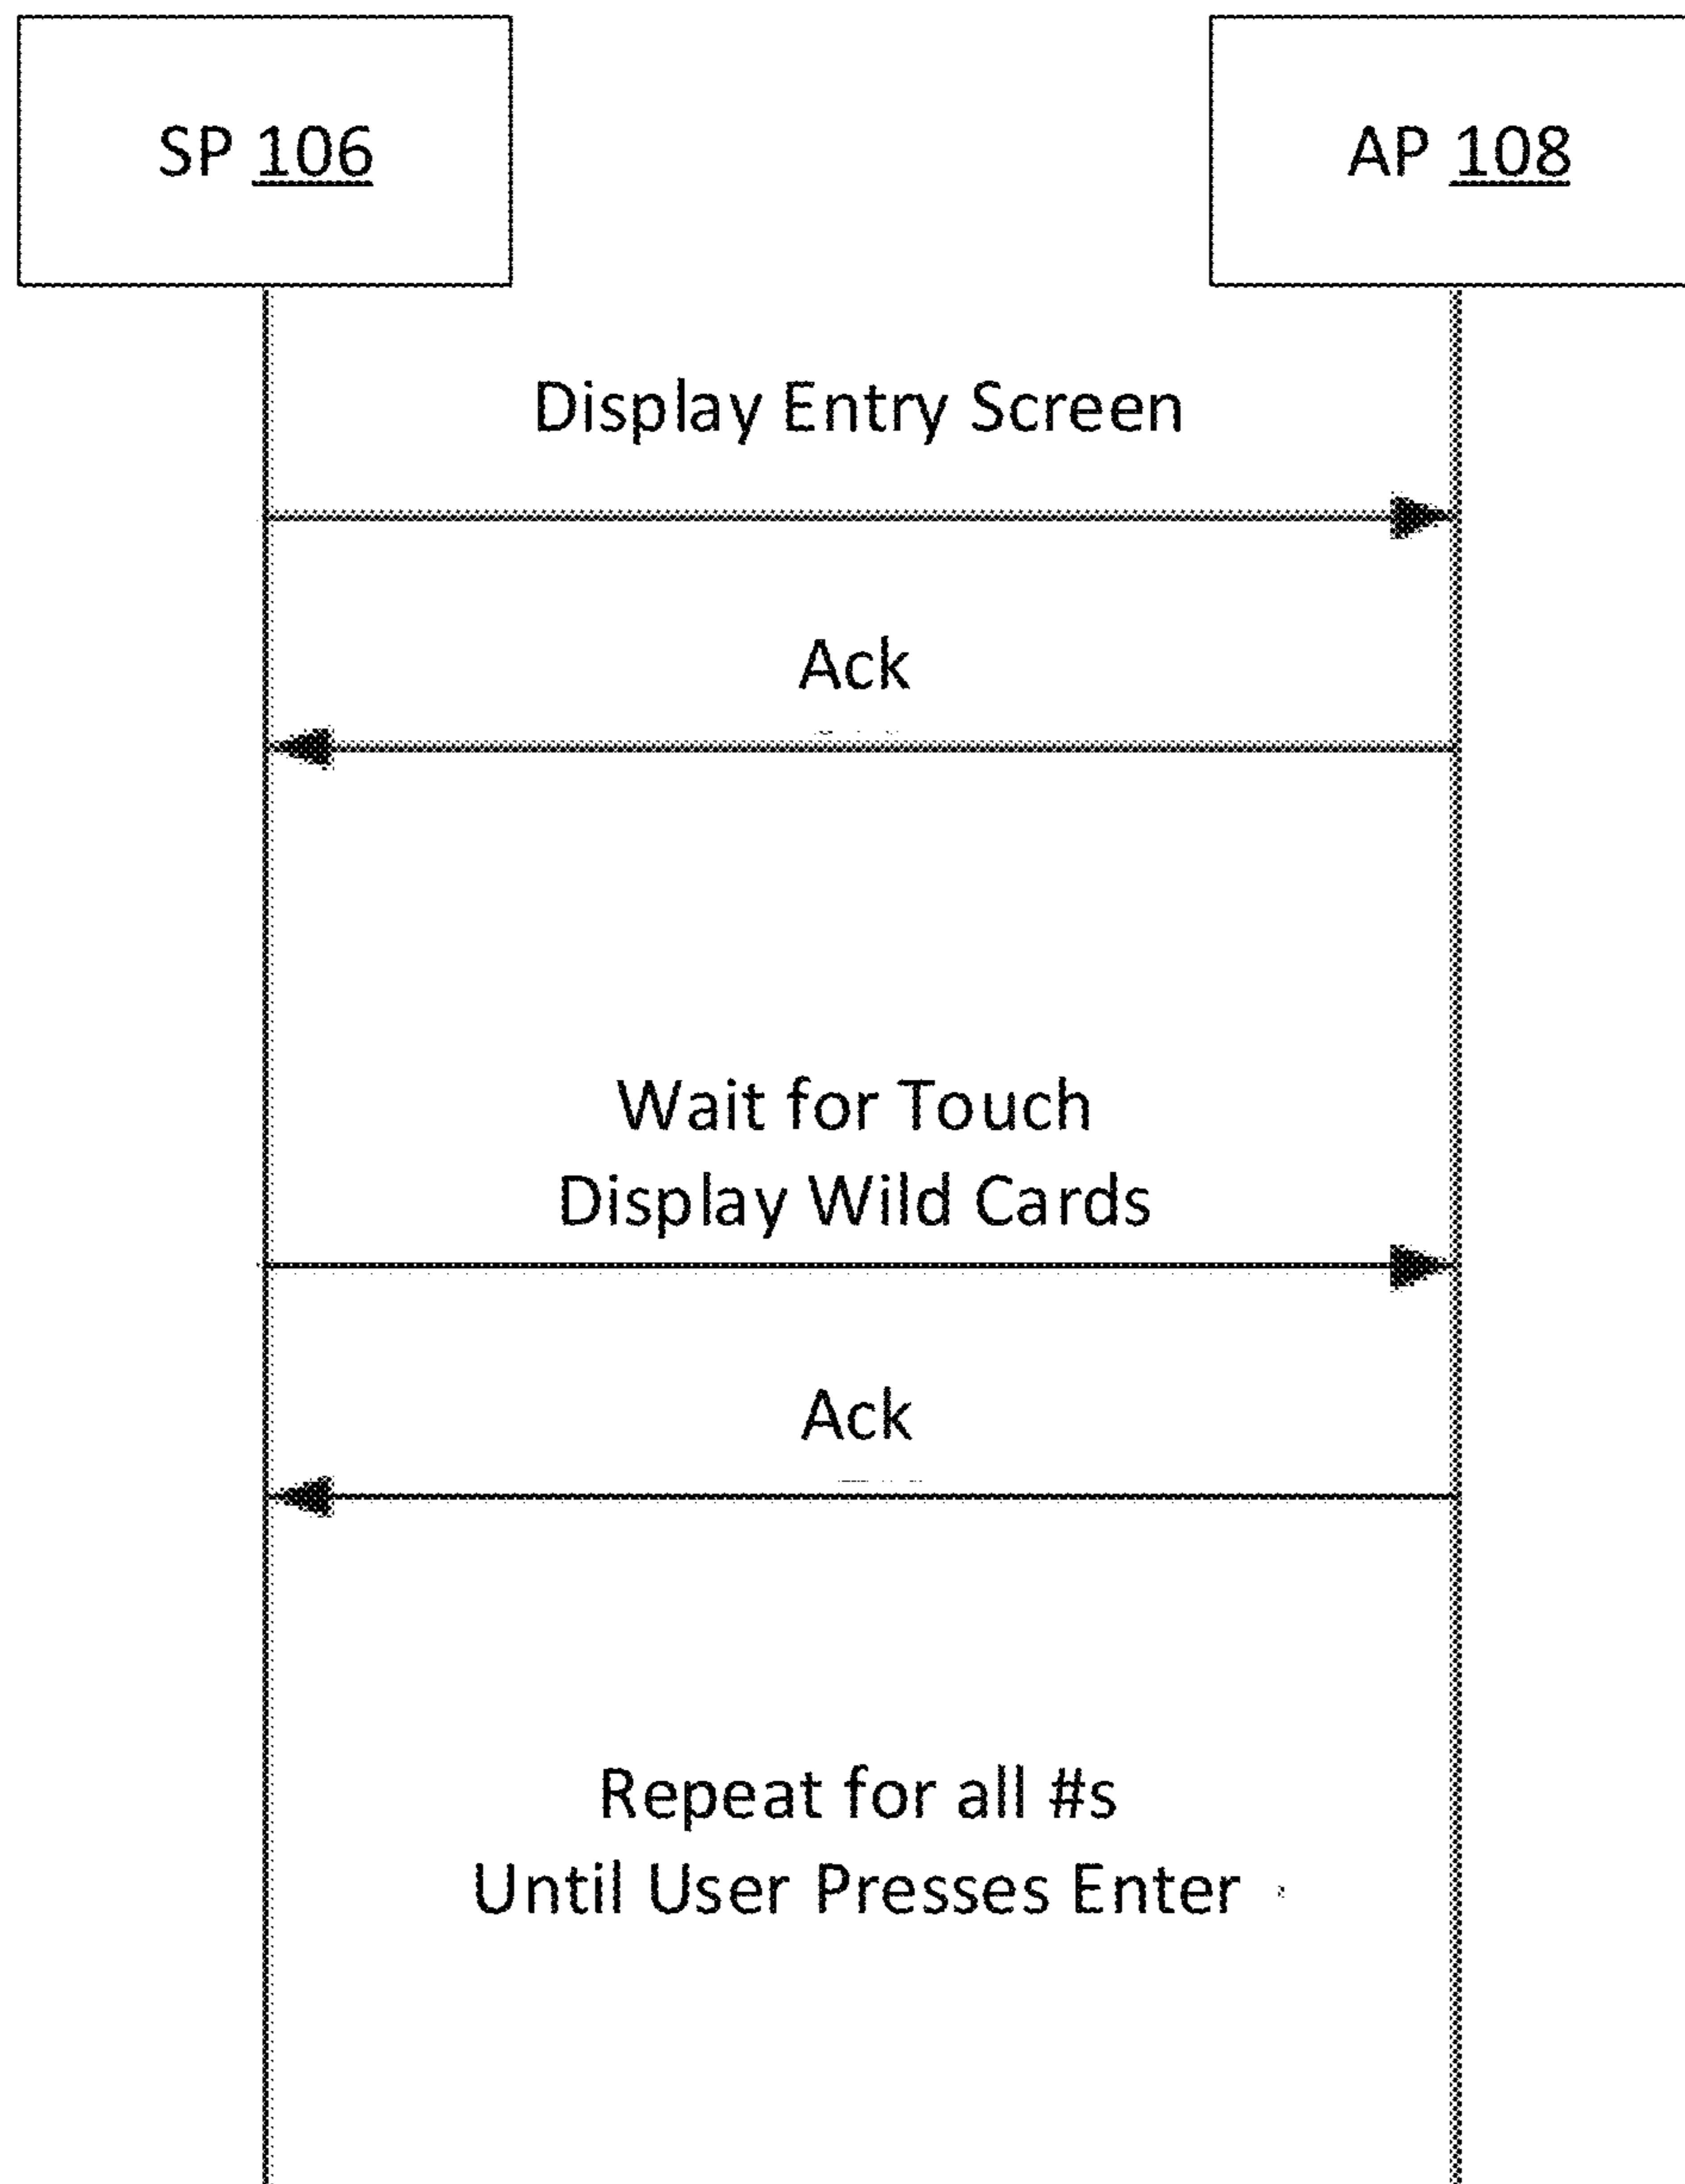 SP 106
AP 108
Display Entry Screen
Ack
Wait for Touch
Display Wild Cards
Ack
Repeat for all #s
Until User Presses Enter